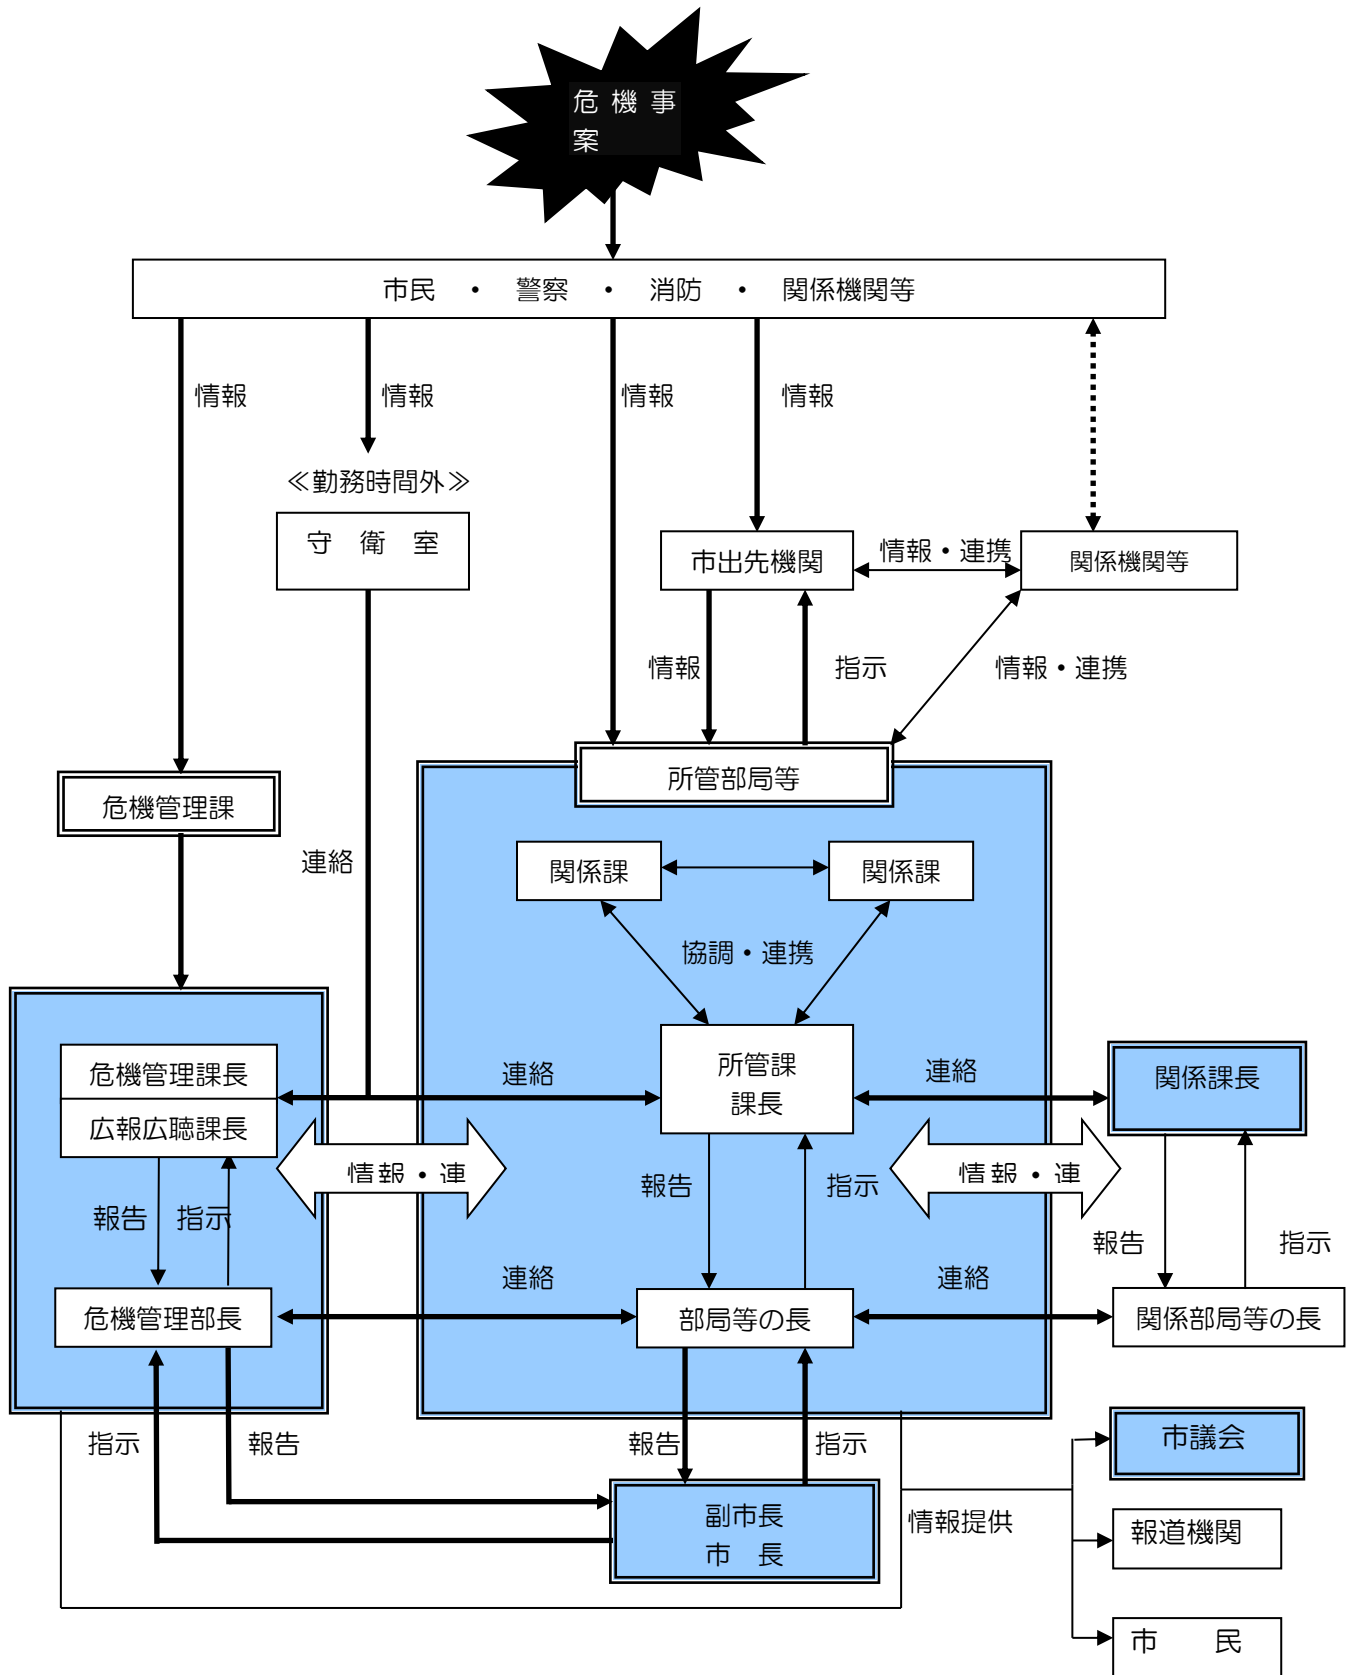 危機事
案
市民　・　警察　・　消防　・　関係機関等
情報
情報
情報
情報
≪勤務時間外≫
守　衛　室
市出先機関
情報・連携
関係機関等
情報
指示
情報・連携
所管部局等
危機管理課
連絡
関係課
関係課
協調・連携
危機管理課長
広報広聴課長
連絡
所管課
課長
連絡
関係課長
情報・連
情報・連
報告
指示
報告
指示
報告
指示
連絡
連絡
危機管理部長
部局等の長
関係部局等の長
指示
報告
報告
指示
市議会
副市長
市　長
情報提供
報道機関
市　　民